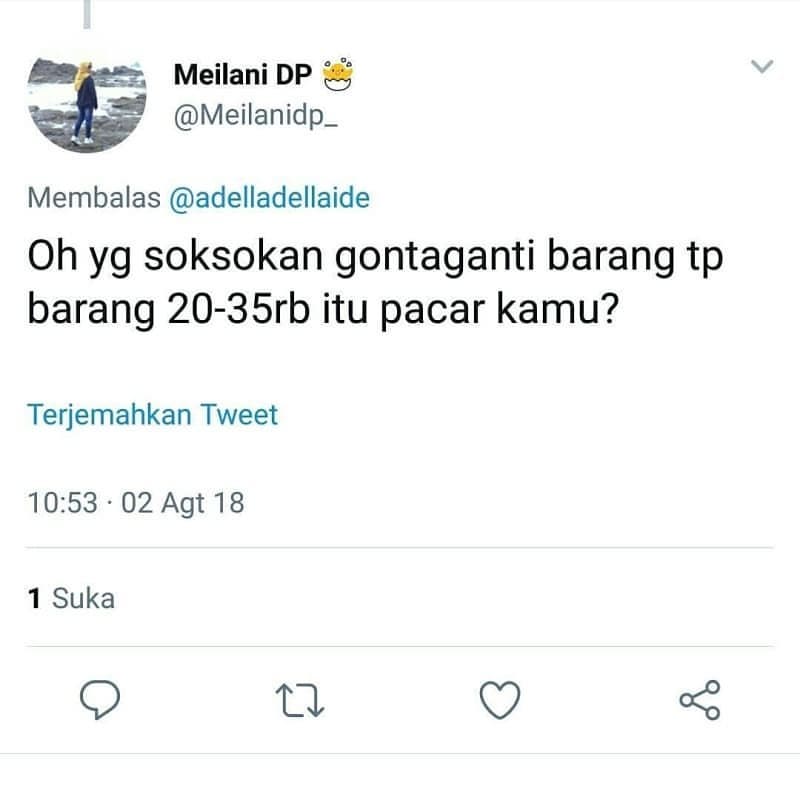 Meilani DP
@Meilanidp_
Membalas @adelladellaide
Oh yg soksokan gontaganti barang tp
barang 20-35rb itu pacar kamu?
Terjemahkan Tweet
10:53 · 02 Agt 18
1 Suka